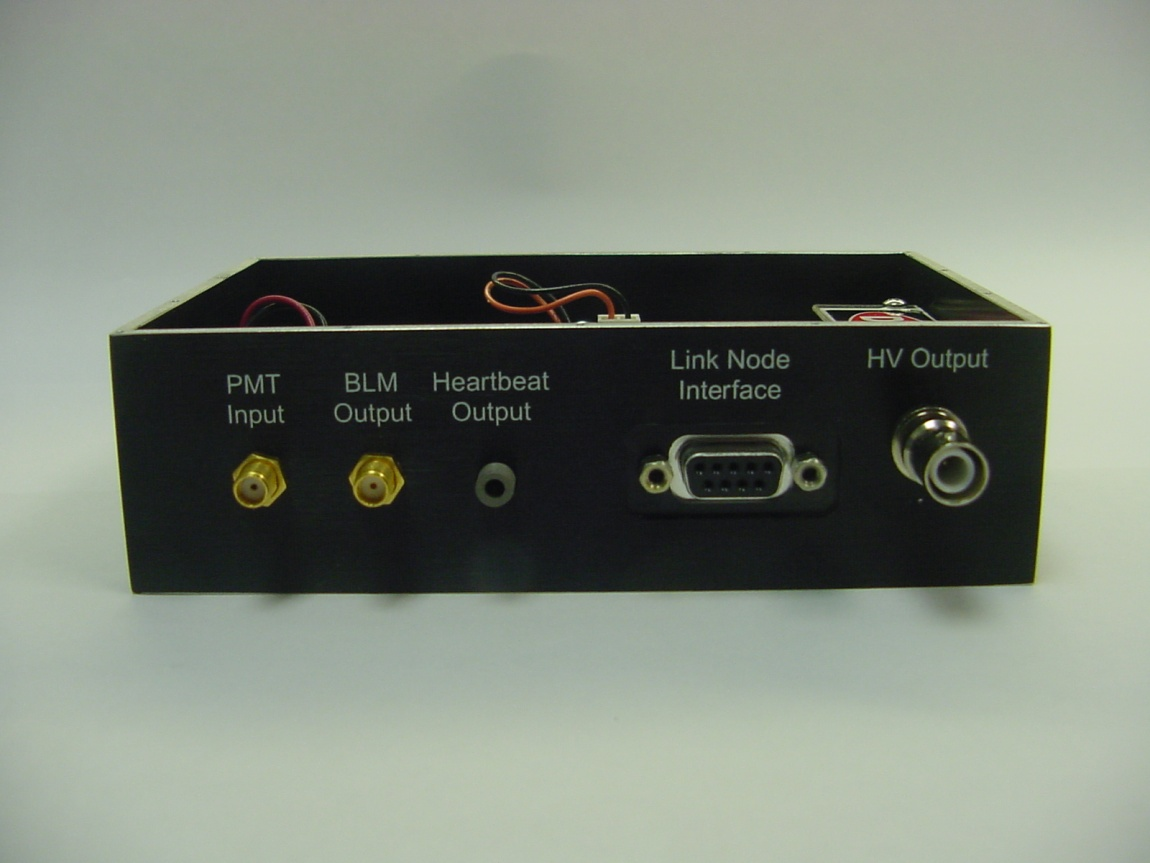 PMT
Input
BLM
Output
Heartbeat
Output
Link Node
Interface
HV Output